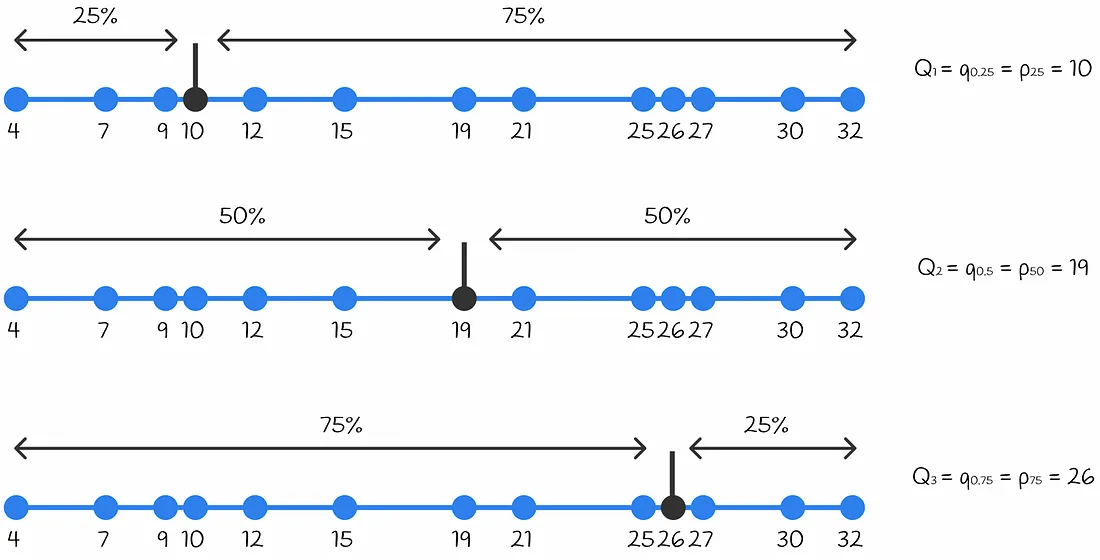 25% 75%
Q1 = q0.25 = p25 = 10
4 7 9 10 12 15 19 21 25 26 27 30 32
50% 50%
Q2 = q0.5 = p50 = 19
4 7 9 10 12 15 19 21 25 26 27 30 32
75% 25%
Q3 = q0.75 = p75 = 26
4 7 9 10 12 15 19 21 25 26 27 30 32